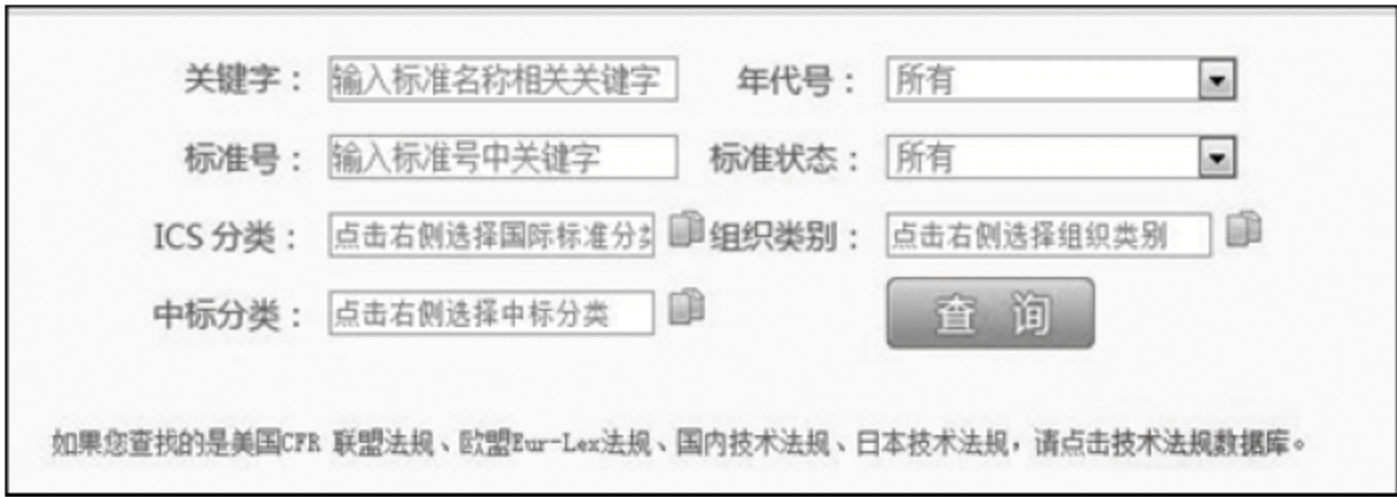 关键字： 输入标准名称相关关键字 年代号： 所有
标准号： 输入标准号中关键字 标准状态： 所有
ICS 分类： 点击右侧选择国际标准分 组织类别： 点击右侧选择组织类别
中标分类： 点击右侧选择中标分类 查 询
如果您查找的是美国CFR 联盟法规、欧盟Eur-Lex法规、国内技术法规、日本技术法规，请点击技术法规数据库。